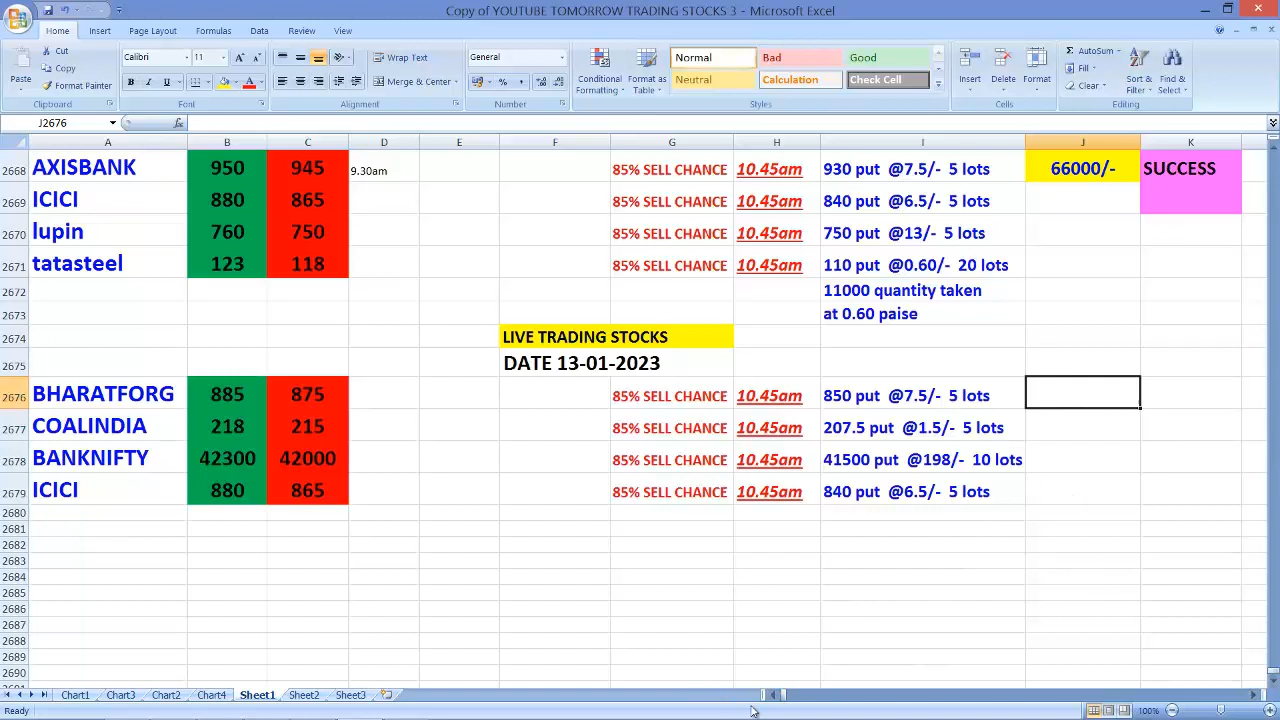 Copy of YOUTUBE TOMORROW TRADING STOCKS 3 - Microsoft Excel
Home Insert Page Layout Formulas Data Review View
Paste Cut Copy Format Painter Clipboard
Calibri 11 Font
Wrap Text Merge & Center Alignment
General Number
Conditional Formatting Format as Table Normal Bad Good Neutral Calculation Check Cell Styles
Insert Delete Format Cells
AutoSum Fill Clear Sort & Filter Find & Select Editing
J2676 fx
A B C D E F G H I J K
2668 AXISBANK 950 945 9.30am 85% SELL CHANCE 10.45am 930 put @7.5/- 5 lots 66000/- SUCCESS
2669 ICICI 880 865 85% SELL CHANCE 10.45am 840 put @6.5/- 5 lots
2670 lupin 760 750 85% SELL CHANCE 10.45am 750 put @13/- 5 lots
2671 tatasteel 123 118 85% SELL CHANCE 10.45am 110 put @0.60/- 20 lots
2672 11000 quantity taken
2673 at 0.60 paise
2674 LIVE TRADING STOCKS
2675 DATE 13-01-2023
2676 BHARATFORG 885 875 85% SELL CHANCE 10.45am 850 put @7.5/- 5 lots
2677 COALINDIA 218 215 85% SELL CHANCE 10.45am 207.5 put @1.5/- 5 lots
2678 BANKNIFTY 42300 42000 85% SELL CHANCE 10.45am 41500 put @198/- 10 lots
2679 ICICI 880 865 85% SELL CHANCE 10.45am 840 put @6.5/- 5 lots
2680
2681
2682
2683
2684
2685
2686
2687
2688
2689
2690
Chart1 Chart3 Chart2 Chart4 Sheet1 Sheet2 Sheet3
Ready 100%